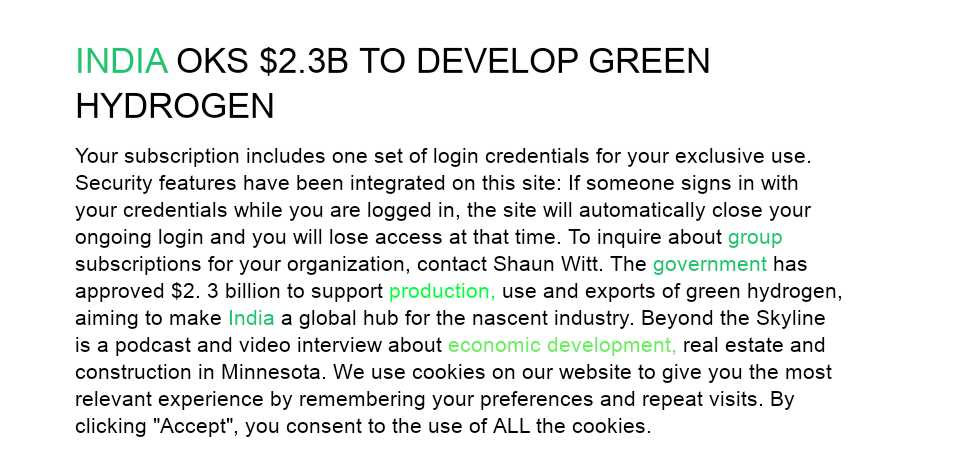 INDIA OKS $2.3B TO DEVELOP GREEN
HYDROGEN
Your subscription includes one set of login credentials for your exclusive use.
Security features have been integrated on this site: If someone signs in with
your credentials while you are logged in, the site will automatically close your
ongoing login and you will lose access at that time. To inquire about group
subscriptions for your organization, contact Shaun Witt. The government has
approved $2. 3 billion to support production, use and exports of green hydrogen,
aiming to make India a global hub for the nascent industry. Beyond the Skyline
is a podcast and video interview about economic development, real estate and
construction in Minnesota. We use cookies on our website to give you the most
relevant experience by remembering your preferences and repeat visits. By
clicking "Accept", you consent to the use of ALL the cookies.